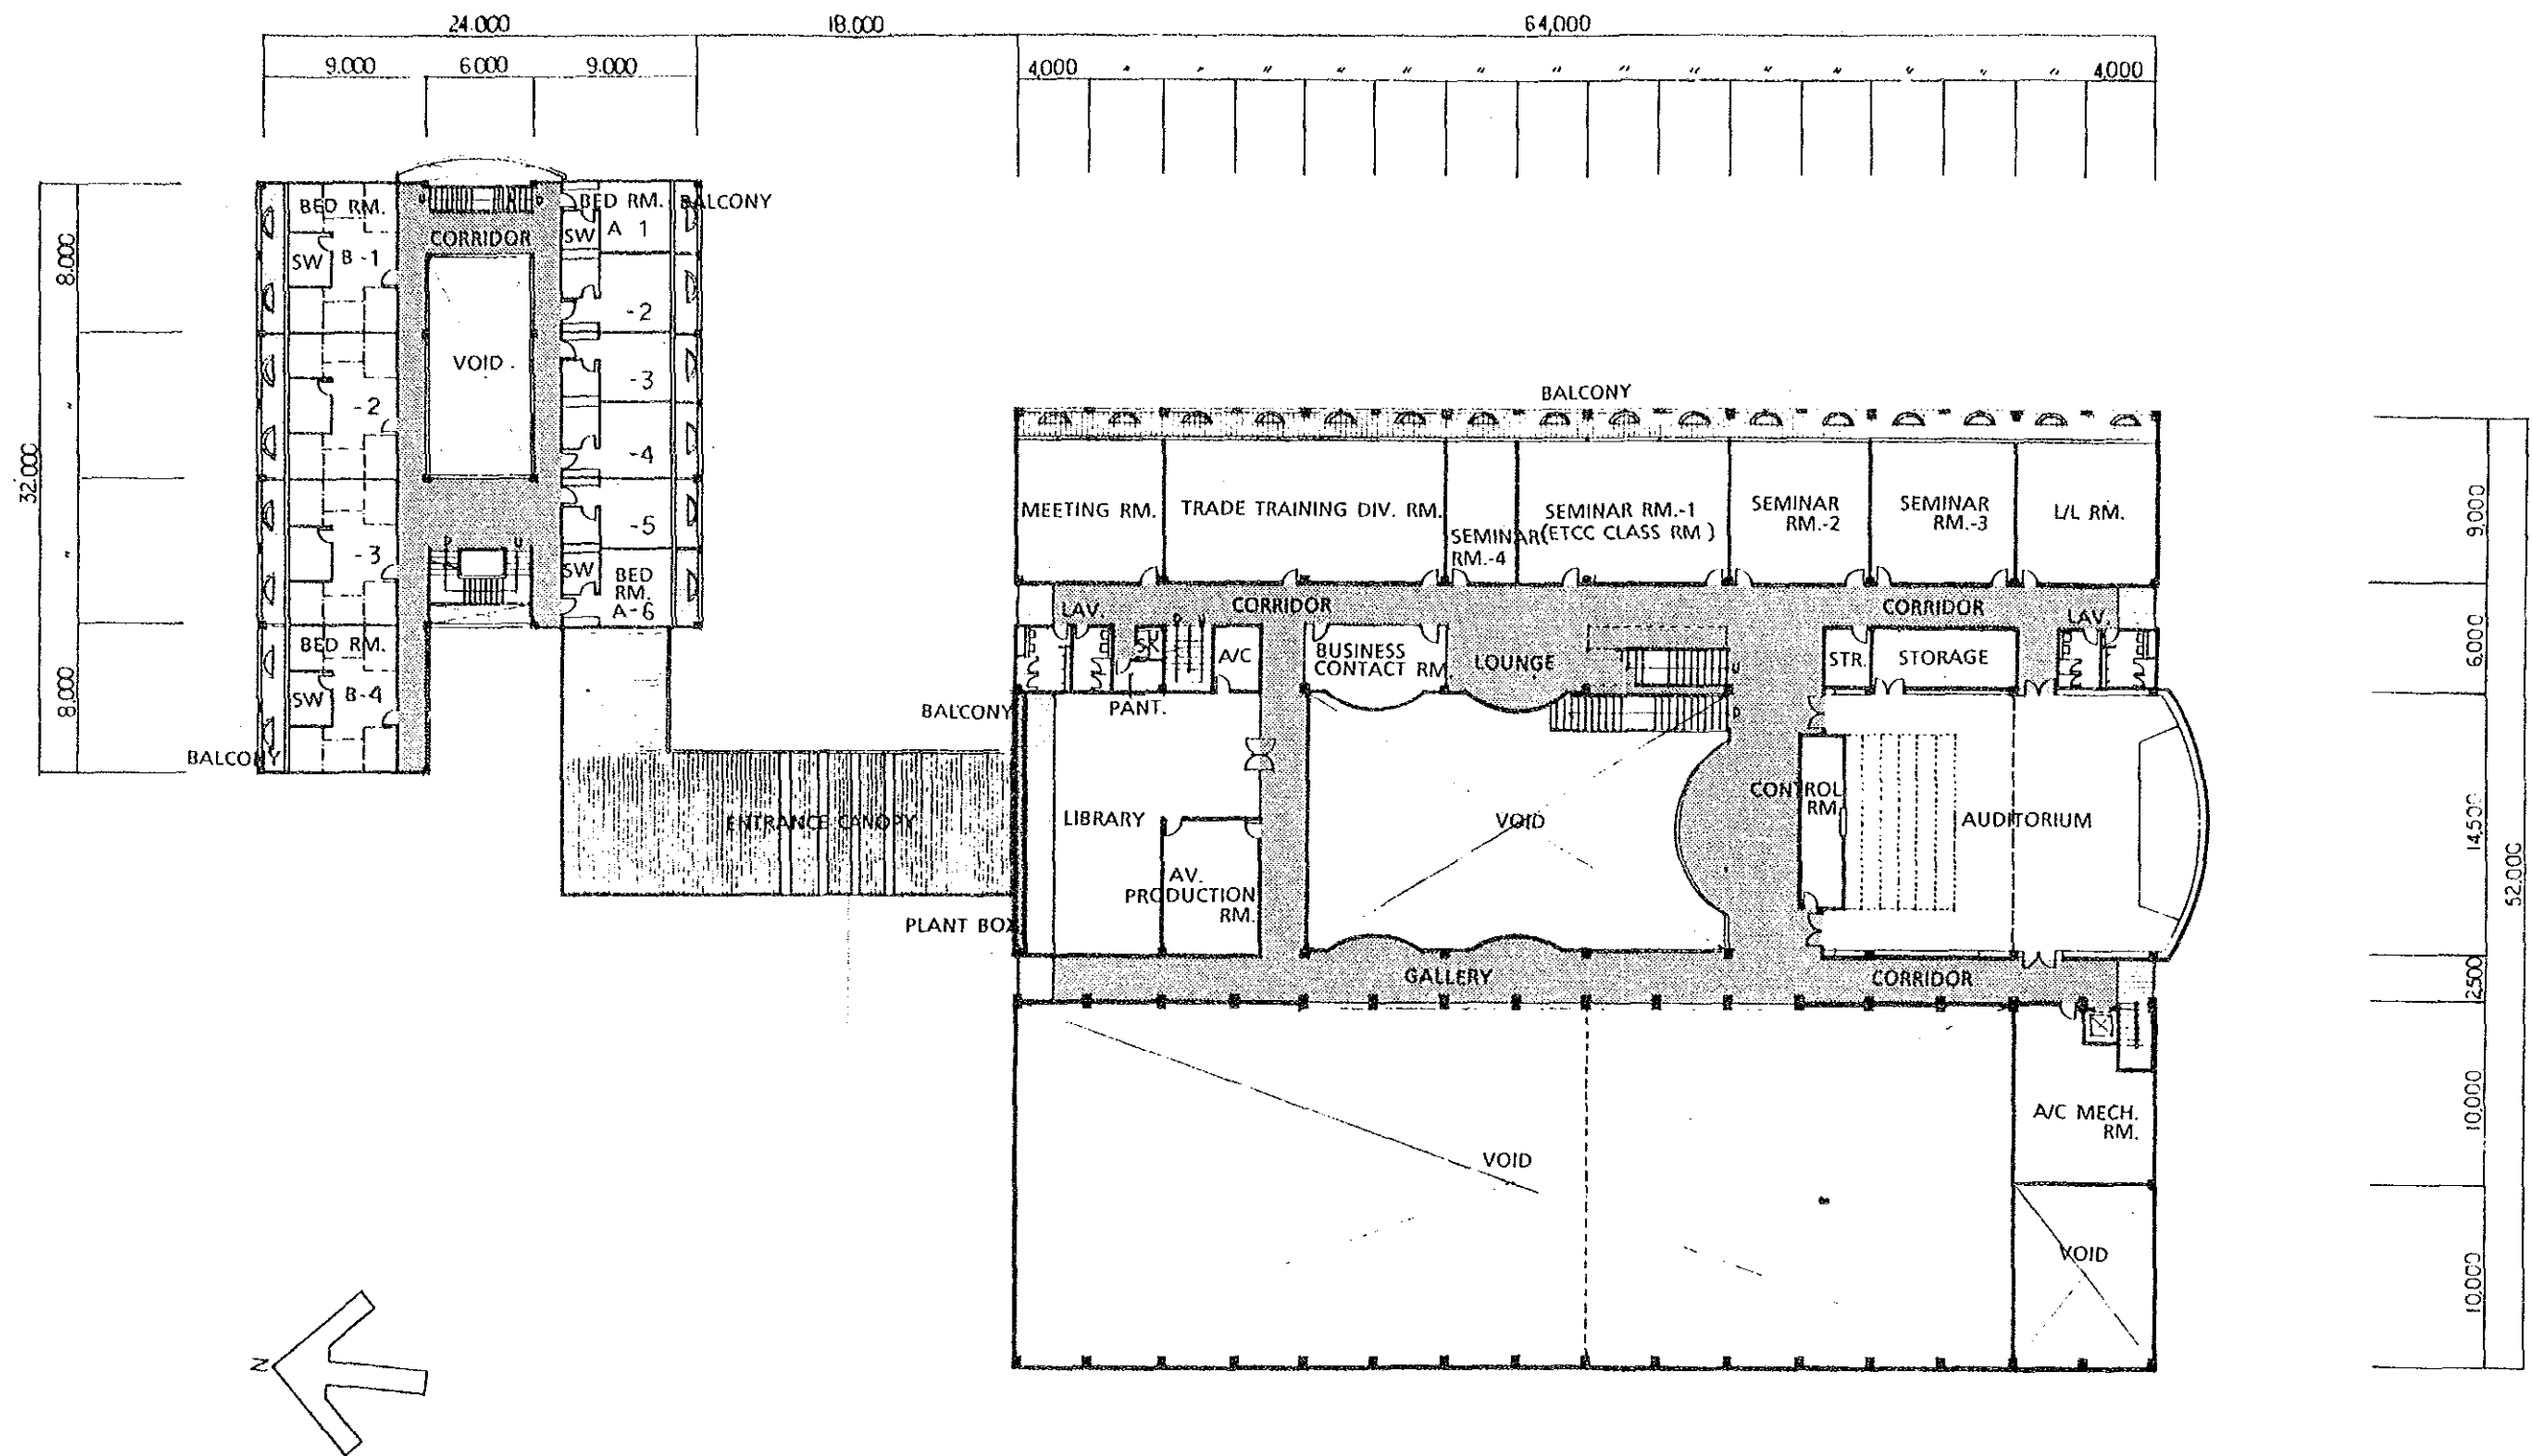 24.000
18.000
64,000
9.000
6000
9.000
4,000
"
"
"
"
"
"
"
"
"
"
"
"
"
"
4,000
BED RM.
BED RM.
BALCONY
A 1
SW
CORRIDOR
SW
B-1
8.000
-2
VOID
-3
BALCONY
"
-2
-4
32.000
MEETING RM.
TRADE TRAINING DIV. RM.
SEMINAR RM.-1
(ETCC CLASS RM)
SEMINAR
RM.-4
SEMINAR
RM.-2
SEMINAR
RM.-3
L/L RM.
9,000
-5
D
U
"
-3
SW
BED
RM.
A-6
LAV.
CORRIDOR
CORRIDOR
LAV.
BED RM.
D
U
SK
A/C
BUSINESS
CONTACT RM
LOUNGE
U
STR.
STORAGE
6,000
SW
B-4
8.000
BALCONY
PANT.
D
BALCONY
ENTRANCE CANOPY
LIBRARY
VOID
CONTROL
RM.
AUDITORIUM
14,500
52.000
AV.
PRODUCTION
RM.
PLANT BOX
GALLERY
CORRIDOR
2500
A/C MECH.
RM.
10,000
VOID
VOID
10,000
N